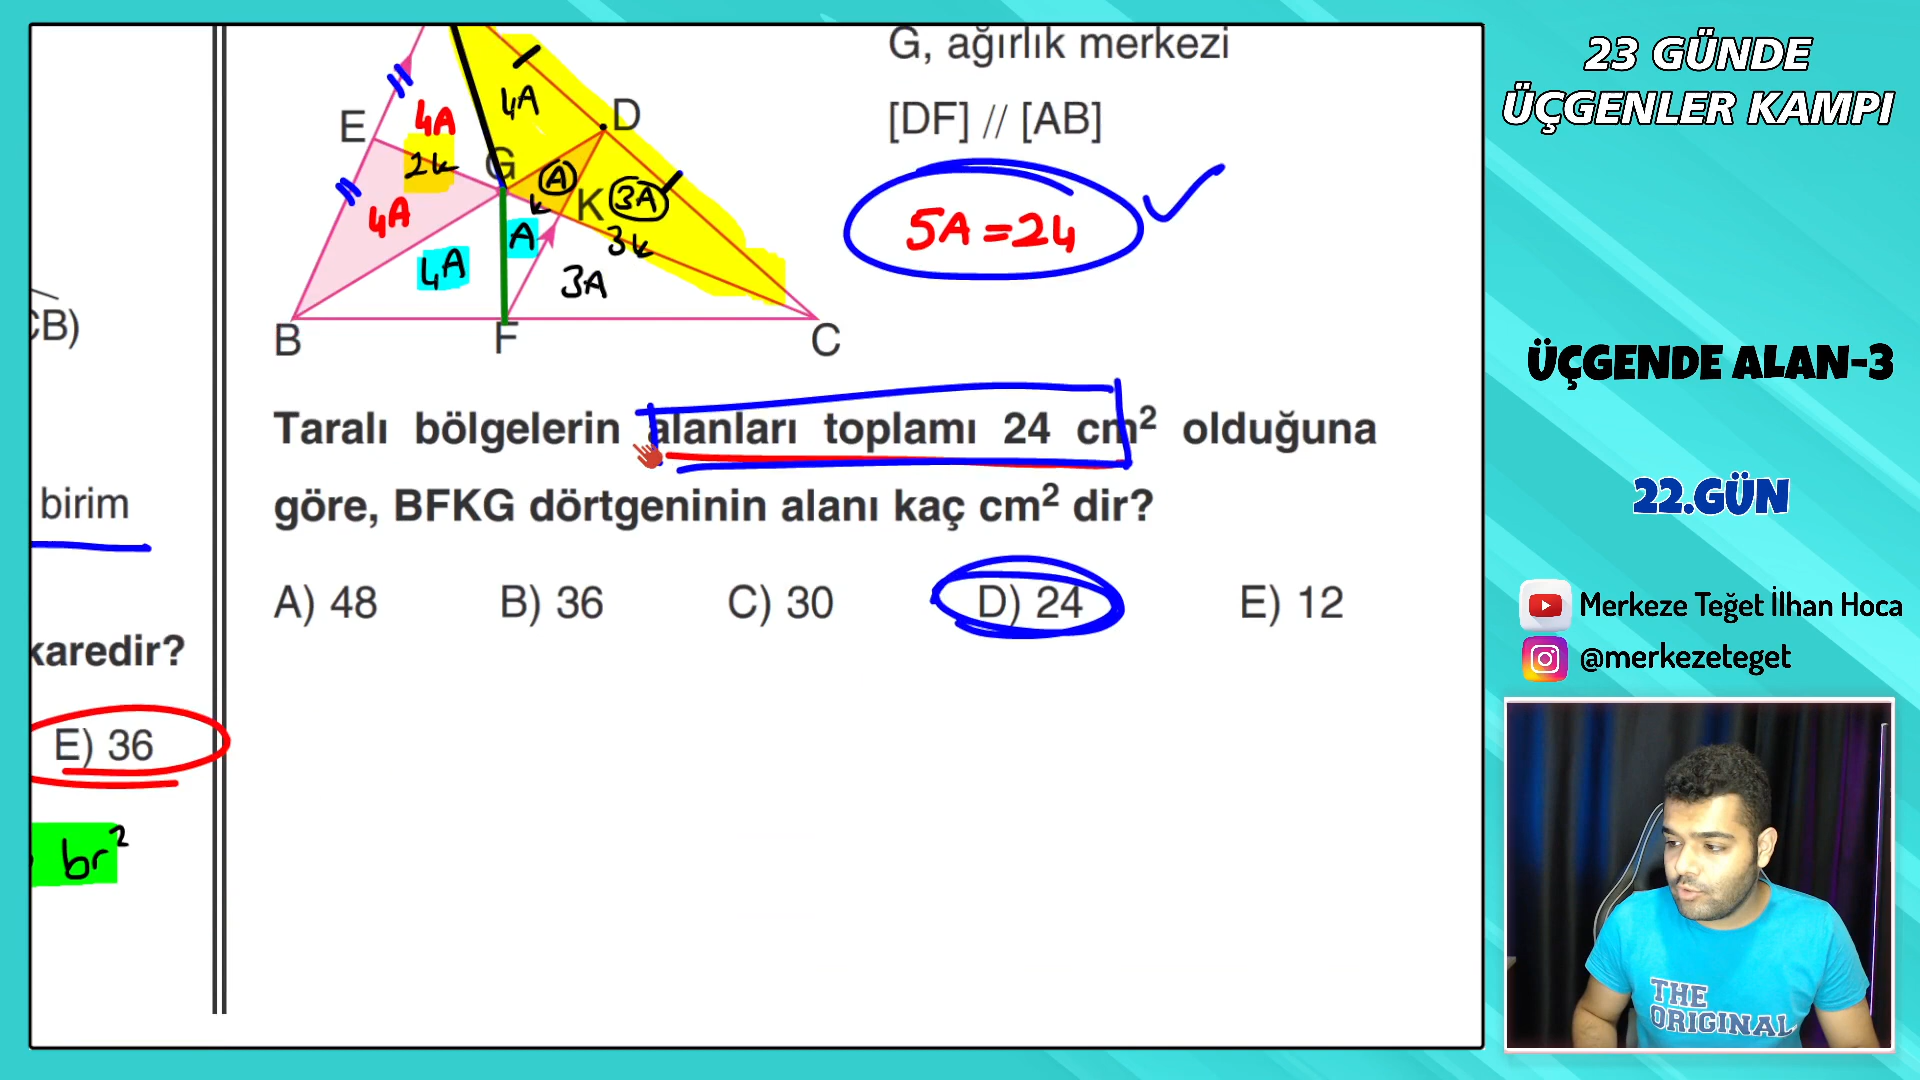 23 GÜNDE
ÜÇGENLER KAMPI
ÜÇGENDE ALAN-3
22.GÜN
Merkeze Teğet İlhan Hoca
@merkezeteget
THE
ORIGINAL
CB)
birim
karedir?
E) 36
br²
G, ağırlık merkezi
[DF] // [AB]
5A = 24
4A
D
E
4A
2k
G
A
k
K
3A
4A
A
3k
4A
3A
B
F
C
Taralı bölgelerin alanları toplamı 24 cm² olduğuna
göre, BFKG dörtgeninin alanı kaç cm² dir?
A) 48 B) 36 C) 30 D) 24 E) 12